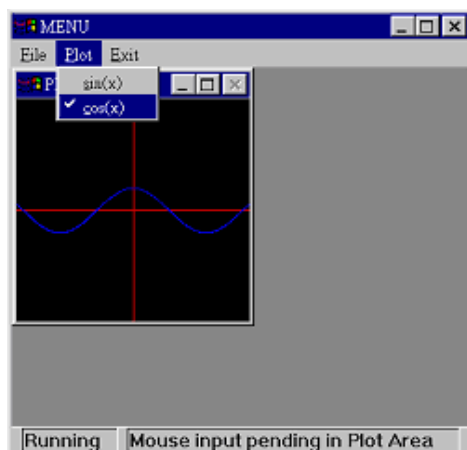 MENU
File Plot Exit
sin(x)
cos(x)
Running Mouse input pending in Plot Area